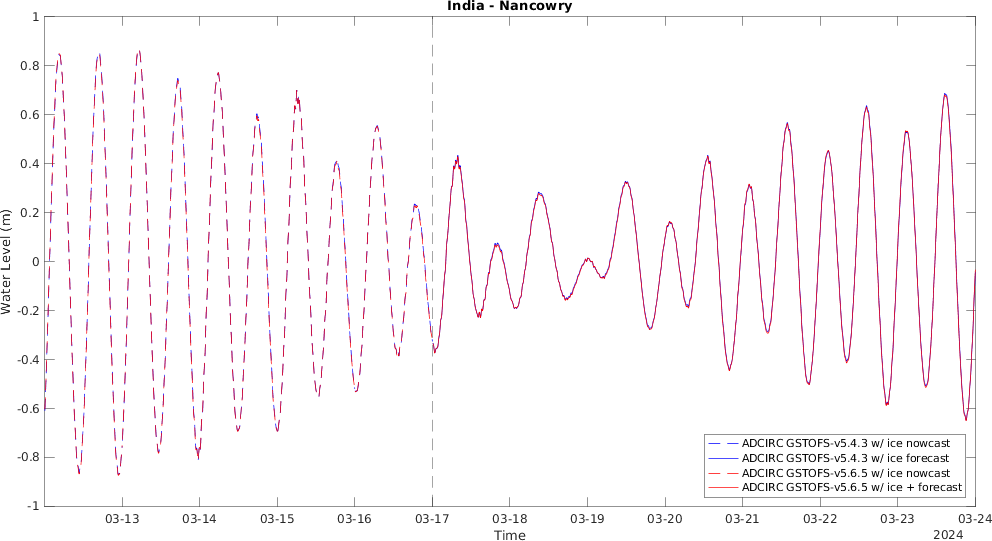 India - Nancowry
1
0.8
0.6
0.4
0.2
0
-0.2
-0.4
-0.6
-0.8
-1
Water Level (m)
ADCIRC GSTOFS-v5.4.3 w/ ice nowcast
ADCIRC GSTOFS-v5.4.3 w/ ice forecast
ADCIRC GSTOFS-v5.6.5 w/ ice nowcast
ADCIRC GSTOFS-v5.6.5 w/ ice + forecast
03-13 03-14 03-15 03-16 03-17 03-18 03-19 03-20 03-21 03-22 03-23 03-24
Time
2024